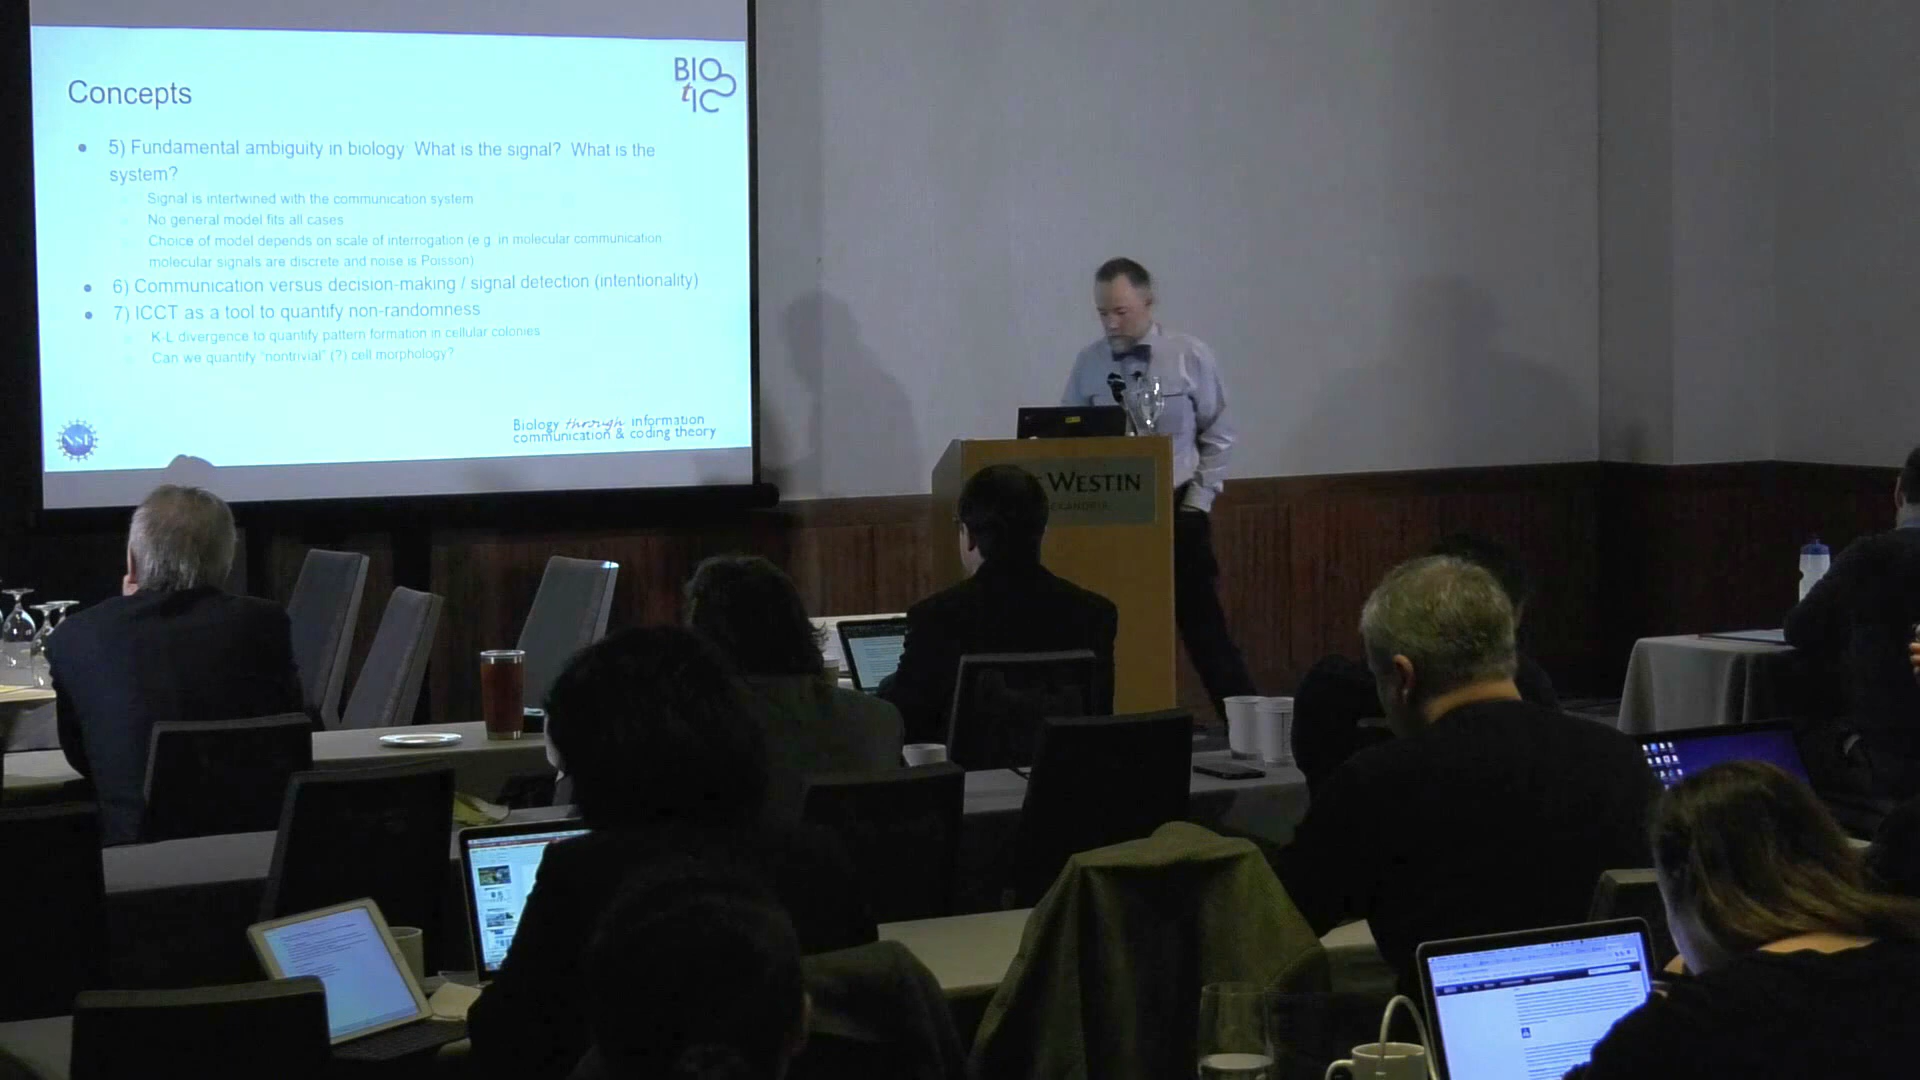 BIO
tIC
Concepts
5) Fundamental ambiguity in biology: What is the signal? What is the
system?
Signal is intertwined with the communication system
No general model fits all cases
Choice of model depends on scale of interrogation (e.g. in molecular communication
molecular signals are discrete and noise is Poisson)
6) Communication versus decision-making / signal detection (intentionality)
7) ICCT as a tool to quantify non-randomness
K-L divergence to quantify pattern formation in cellular colonies
Can we quantify "nontrivial" (?) cell morphology?
NSF
Biology through information
communication & coding theory
WESTIN